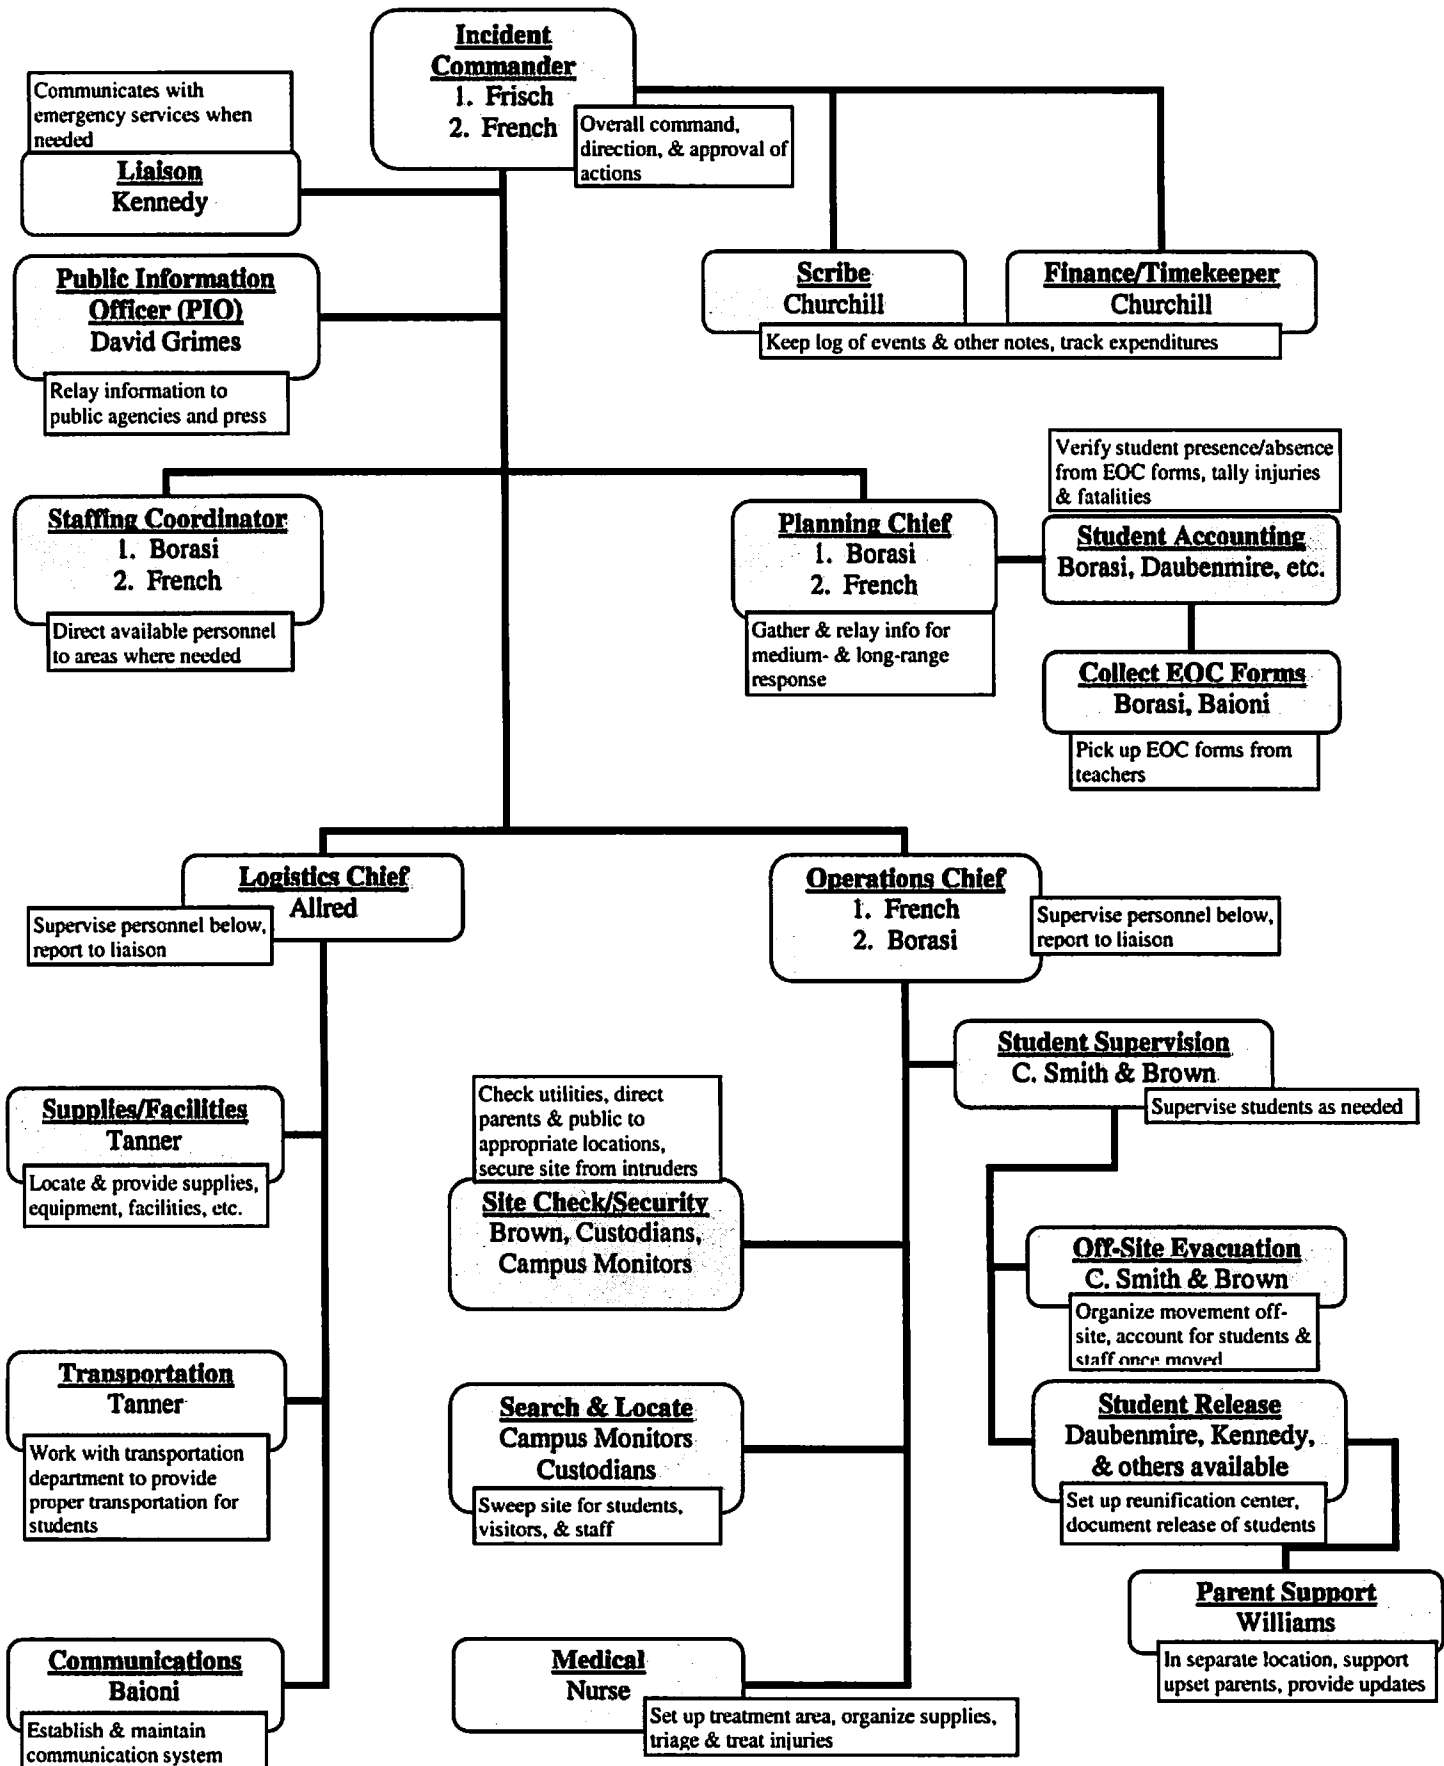 Incident
Commander
1. Frisch
2. French
Overall command,
direction, & approval of
actions
Communicates with
emergency services when
needed
Liaison
Kennedy
Public Information
Officer (PIO)
David Grimes
Relay information to
public agencies and press
Scribe
Churchill
Finance/Timekeeper
Churchill
Keep log of events & other notes, track expenditures
Staffing Coordinator
1. Borasi
2. French
Direct available personnel
to areas where needed
Planning Chief
1. Borasi
2. French
Gather & relay info for
medium- & long-range
response
Verify student presence/absence
from EOC forms, tally injuries
& fatalities
Student Accounting
Borasi, Daubenmire, etc.
Collect EOC Forms
Borasi, Baioni
Pick up EOC forms from
teachers
Logistics Chief
Allred
Supervise personnel below,
report to liaison
Operations Chief
1. French
2. Borasi
Supervise personnel below,
report to liaison
Supplies/Facilities
Tanner
Locate & provide supplies,
equipment, facilities, etc.
Transportation
Tanner
Work with transportation
department to provide
proper transportation for
students
Communications
Baioni
Establish & maintain
communication system
Check utilities, direct
parents & public to
appropriate locations,
secure site from intruders
Site Check/Security
Brown, Custodians,
Campus Monitors
Search & Locate
Campus Monitors
Custodians
Sweep site for students,
visitors, & staff
Medical
Nurse
Set up treatment area, organize supplies,
triage & treat injuries
Student Supervision
C. Smith & Brown
Supervise students as needed
Off-Site Evacuation
C. Smith & Brown
Organize movement off-
site, account for students &
staff once moved
Student Release
Daubenmire, Kennedy,
& others available
Set up reunification center,
document release of students
Parent Support
Williams
In separate location, support
upset parents, provide updates